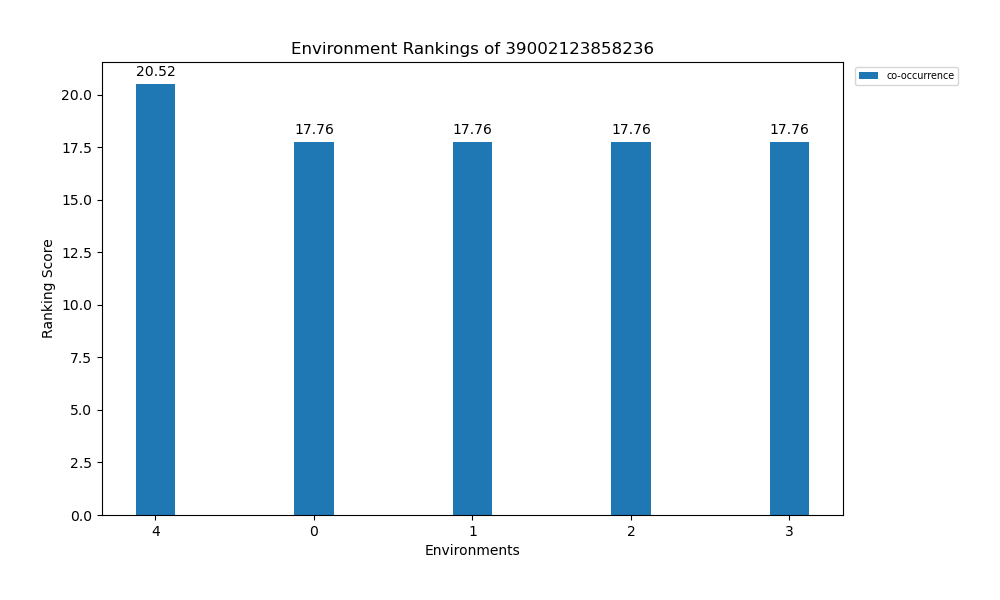 Environment Rankings of 39002123858236
co-occurrence
20.52
17.76
17.76
17.76
17.76
20.0
17.5
15.0
12.5
10.0
7.5
5.0
2.5
0.0
Ranking Score
4 0 1 2 3
Environments